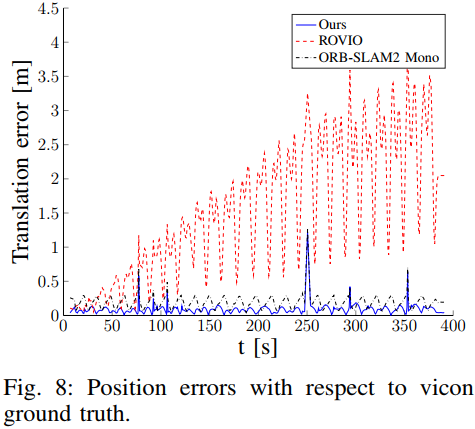 4.5
4
3.5
3
2.5
2
1.5
1
0.5
0
Translation error [m]
Ours
ROVIO
ORB-SLAM2 Mono
0 50 100 150 200 250 300 350 400
t [s]
Fig. 8: Position errors with respect to vicon
ground truth.